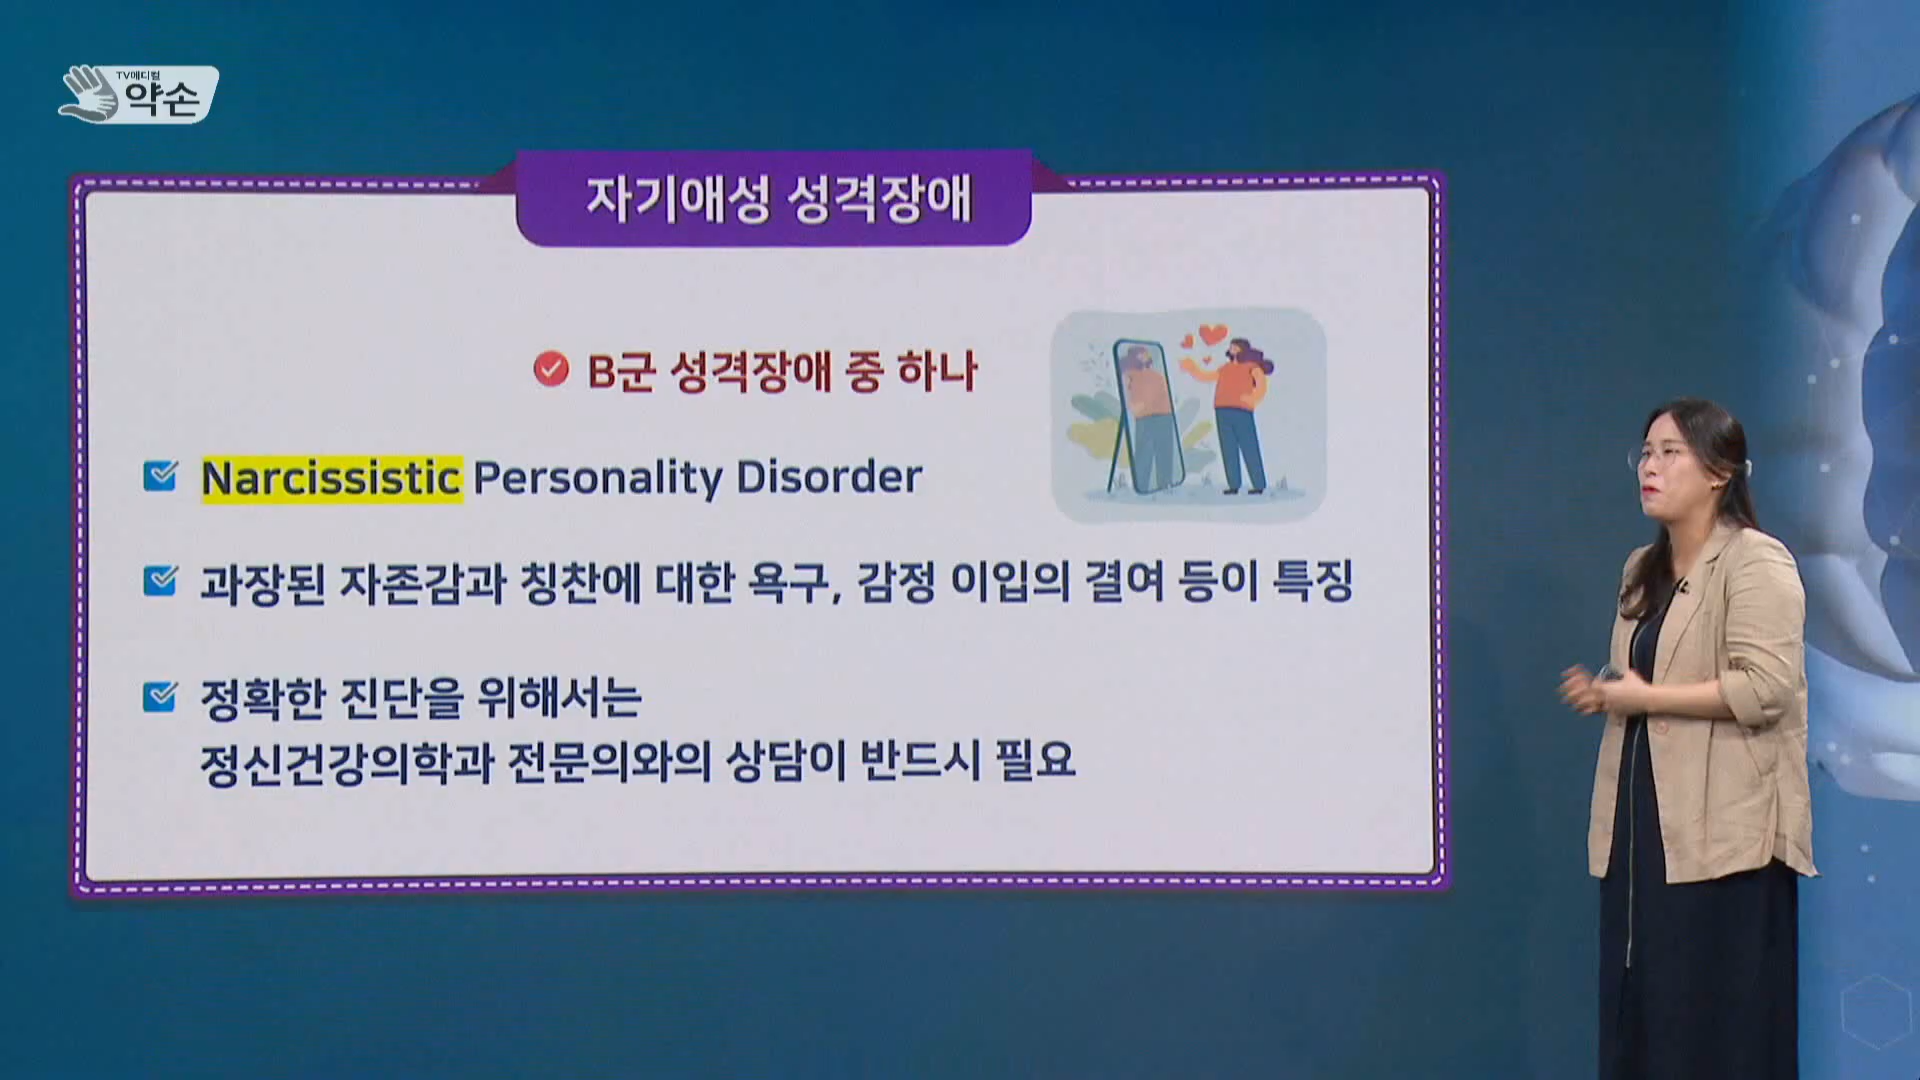 TV메디컬
약손
자기애성 성격장애
B군 성격장애 중 하나
Narcissistic Personality Disorder
과장된 자존감과 칭찬에 대한 욕구, 감정 이입의 결여 등이 특징
정확한 진단을 위해서는
정신건강의학과 전문의와의 상담이 반드시 필요